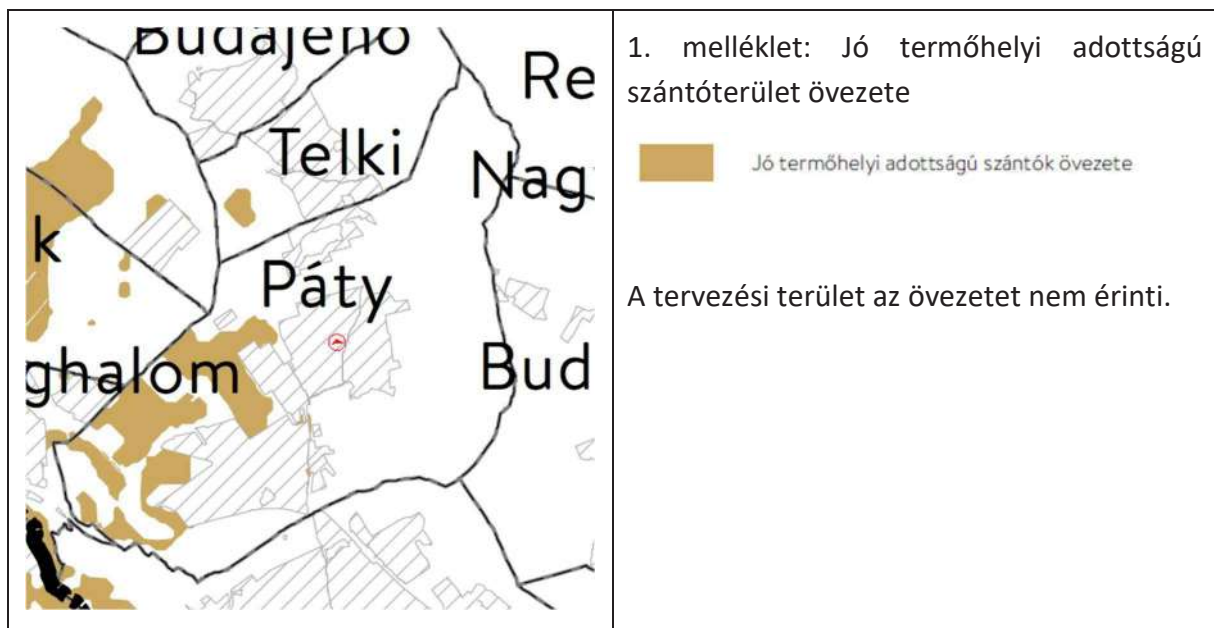 Budajenő
Re
Telki
Nag
k
Páty
ghalom
Bud
1. melléklet: Jó termőhelyi adottságú
szántóterület övezete
Jó termőhelyi adottságú szántók övezete
A tervezési terület az övezetet nem érinti.